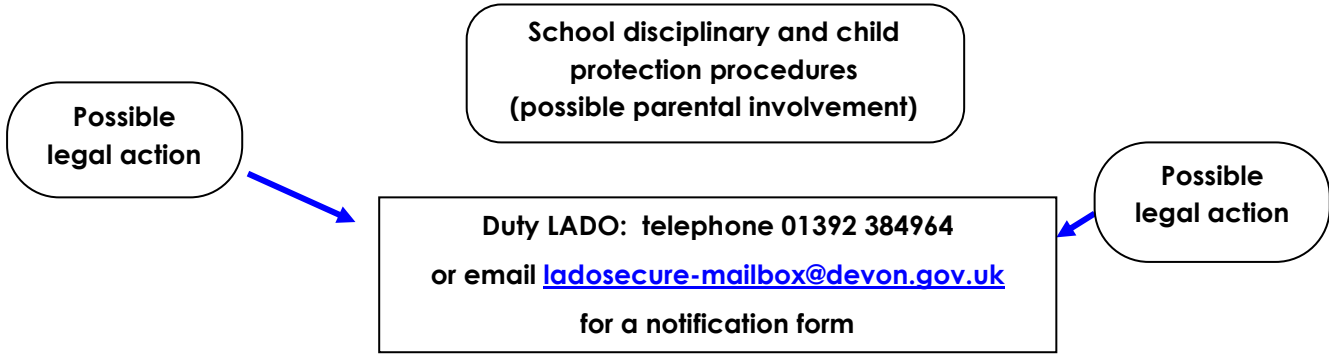 School disciplinary and child
protection procedures
(possible parental involvement)
Possible
legal action
Possible
legal action
Duty LADO: telephone 01392 384964
or email ladosecure-mailbox@devon.gov.uk
for a notification form